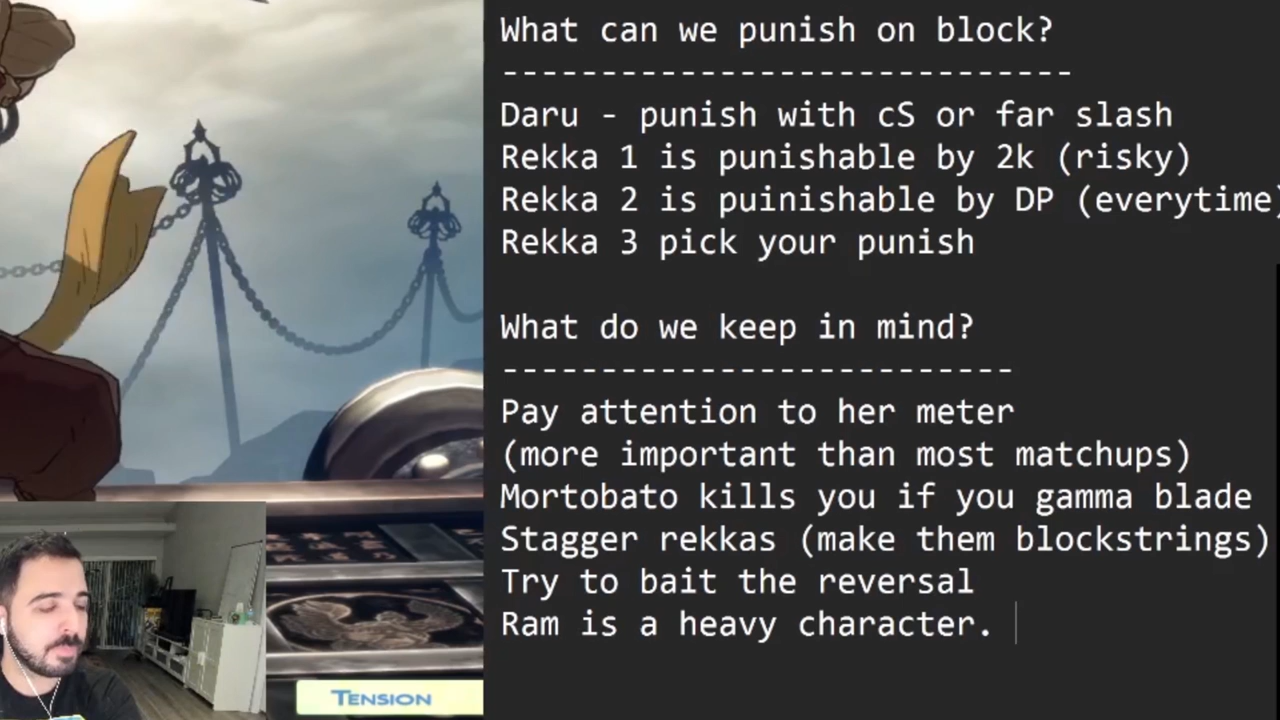 What can we punish on block?
-----------------------------
Daru - punish with cS or far slash
Rekka 1 is punishable by 2k (risky)
Rekka 2 is puinishable by DP (everytime)
Rekka 3 pick your punish
What do we keep in mind?
--------------------------
Pay attention to her meter
(more important than most matchups)
Mortobato kills you if you gamma blade
Stagger rekkas (make them blockstrings)
Try to bait the reversal
Ram is a heavy character.
TENSION